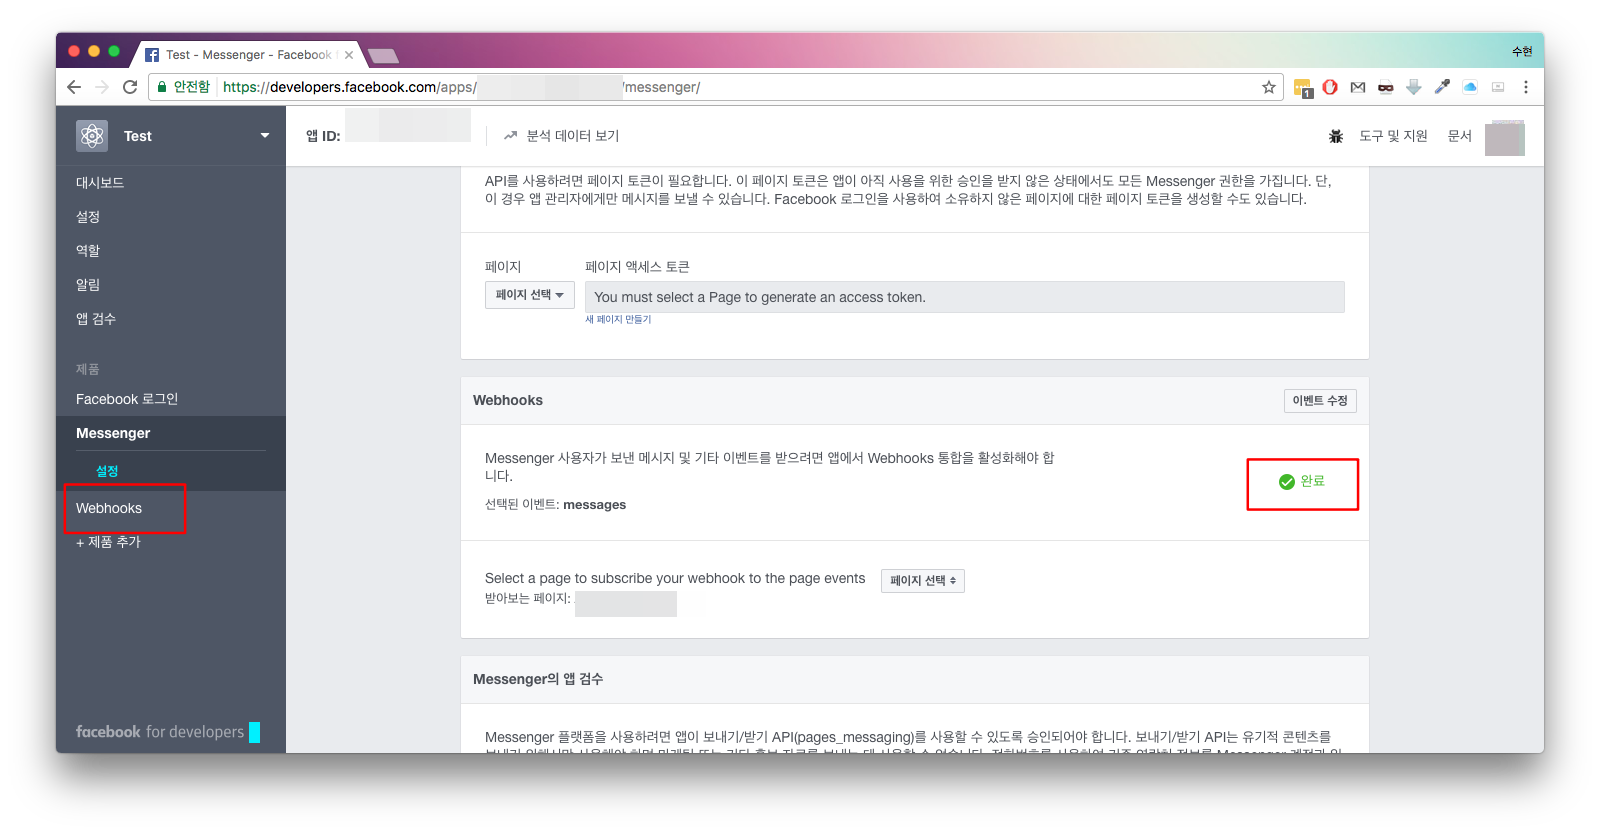 Test - Messenger - Facebook
수현
안전함
https://developers.facebook.com/apps/
/messenger/
1
Test
앱 ID:
분석 데이터 보기
도구 및 지원
문서
대시보드
설정
역할
알림
앱 검수
제품
Facebook 로그인
Messenger
설정
Webhooks
+ 제품 추가
facebook for developers
API를 사용하려면 페이지 토큰이 필요합니다. 이 페이지 토큰은 앱이 아직 사용을 위한 승인을 받지 않은 상태에서도 모든 Messenger 권한을 가집니다. 단,
이 경우 앱 관리자에게만 메시지를 보낼 수 있습니다. Facebook 로그인을 사용하여 소유하지 않은 페이지에 대한 페이지 토큰을 생성할 수도 있습니다.
페이지
페이지 액세스 토큰
페이지 선택
You must select a Page to generate an access token.
새 페이지 만들기
Webhooks
이벤트 수정
Messenger 사용자가 보낸 메시지 및 기타 이벤트를 받으려면 앱에서 Webhooks 통합을 활성화해야 합
니다.
선택된 이벤트: messages
완료
Select a page to subscribe your webhook to the page events
페이지 선택
받아보는 페이지:
Messenger의 앱 검수
Messenger 플랫폼을 사용하려면 앱이 보내기/받기 API(pages_messaging)를 사용할 수 있도록 승인되어야 합니다. 보내기/받기 API는 유기적 콘텐츠를